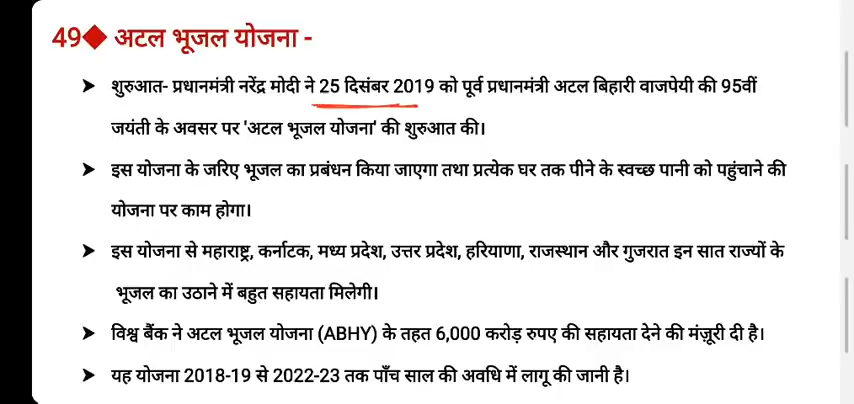 49◆ अटल भूजल योजना -
➤ शुरुआत- प्रधानमंत्री नरेंद्र मोदी ने 25 दिसंबर 2019 को पूर्व प्रधानमंत्री अटल बिहारी वाजपेयी की 95वीं
जयंती के अवसर पर 'अटल भूजल योजना' की शुरुआत की।
➤ इस योजना के जरिए भूजल का प्रबंधन किया जाएगा तथा प्रत्येक घर तक पीने के स्वच्छ पानी को पहुंचाने की
योजना पर काम होगा।
➤ इस योजना से महाराष्ट्र, कर्नाटक, मध्य प्रदेश, उत्तर प्रदेश, हरियाणा, राजस्थान और गुजरात इन सात राज्यों के
भूजल का उठाने में बहुत सहायता मिलेगी।
➤ विश्व बैंक ने अटल भूजल योजना (ABHY) के तहत 6,000 करोड़ रुपए की सहायता देने की मंज़ूरी दी है।
➤ यह योजना 2018-19 से 2022-23 तक पाँच साल की अवधि में लागू की जानी है।